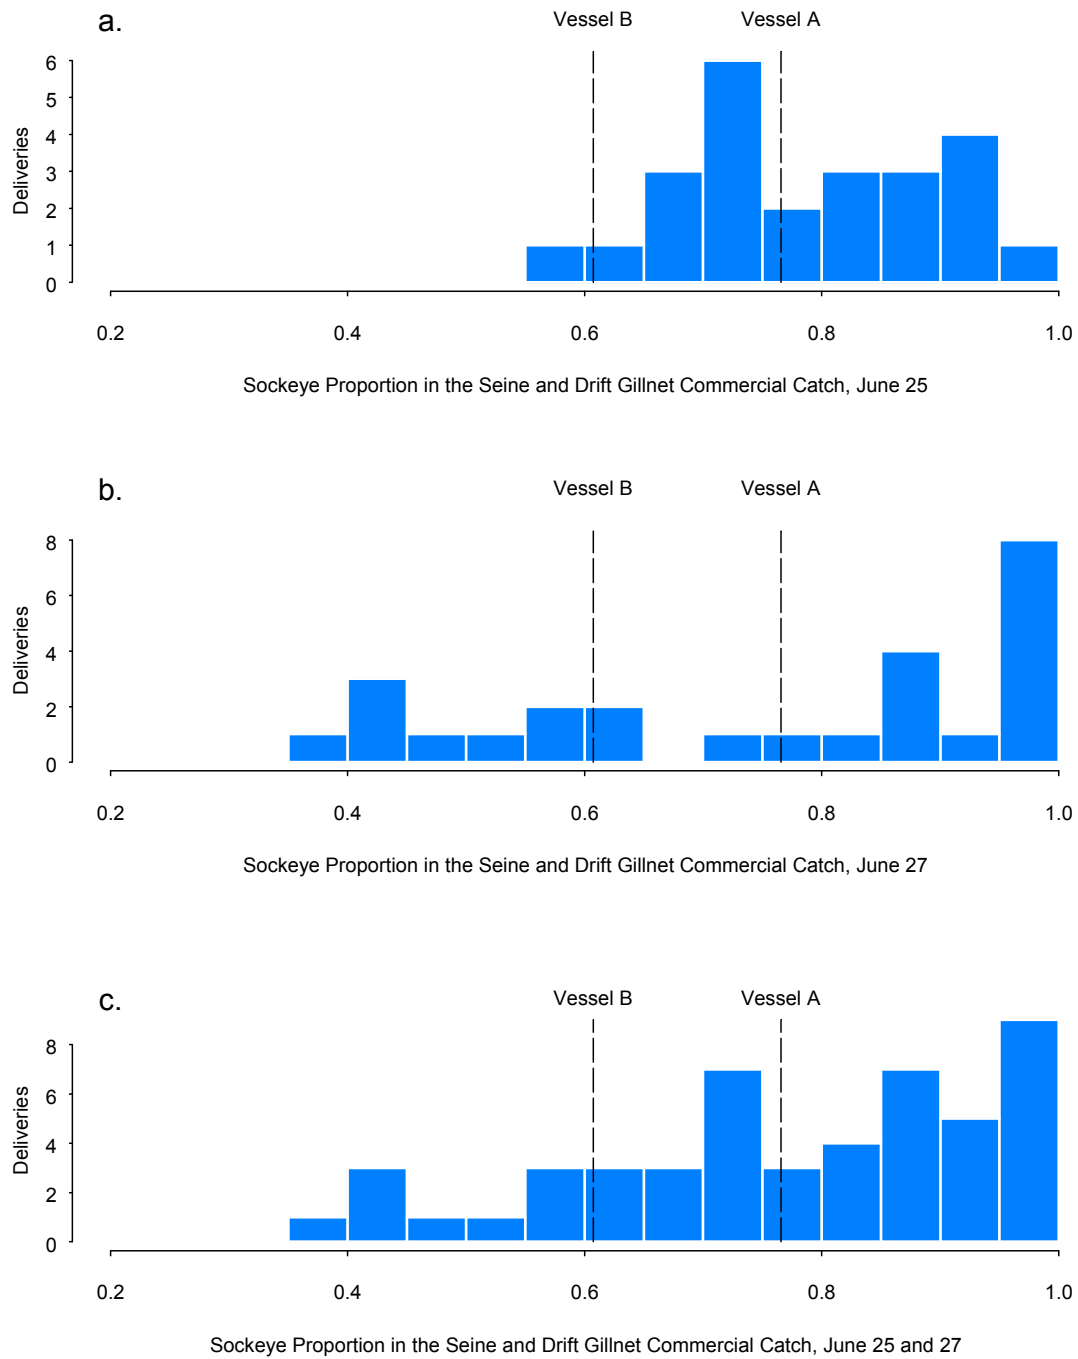 a.
Vessel B Vessel A
6
5
4
3
2
1
0
Deliveries
0.2 0.4 0.6 0.8 1.0
Sockeye Proportion in the Seine and Drift Gillnet Commercial Catch, June 25
b.
Vessel B Vessel A
8
6
4
2
0
Deliveries
0.2 0.4 0.6 0.8 1.0
Sockeye Proportion in the Seine and Drift Gillnet Commercial Catch, June 27
c.
Vessel B Vessel A
8
6
4
2
0
Deliveries
0.2 0.4 0.6 0.8 1.0
Sockeye Proportion in the Seine and Drift Gillnet Commercial Catch, June 25 and 27